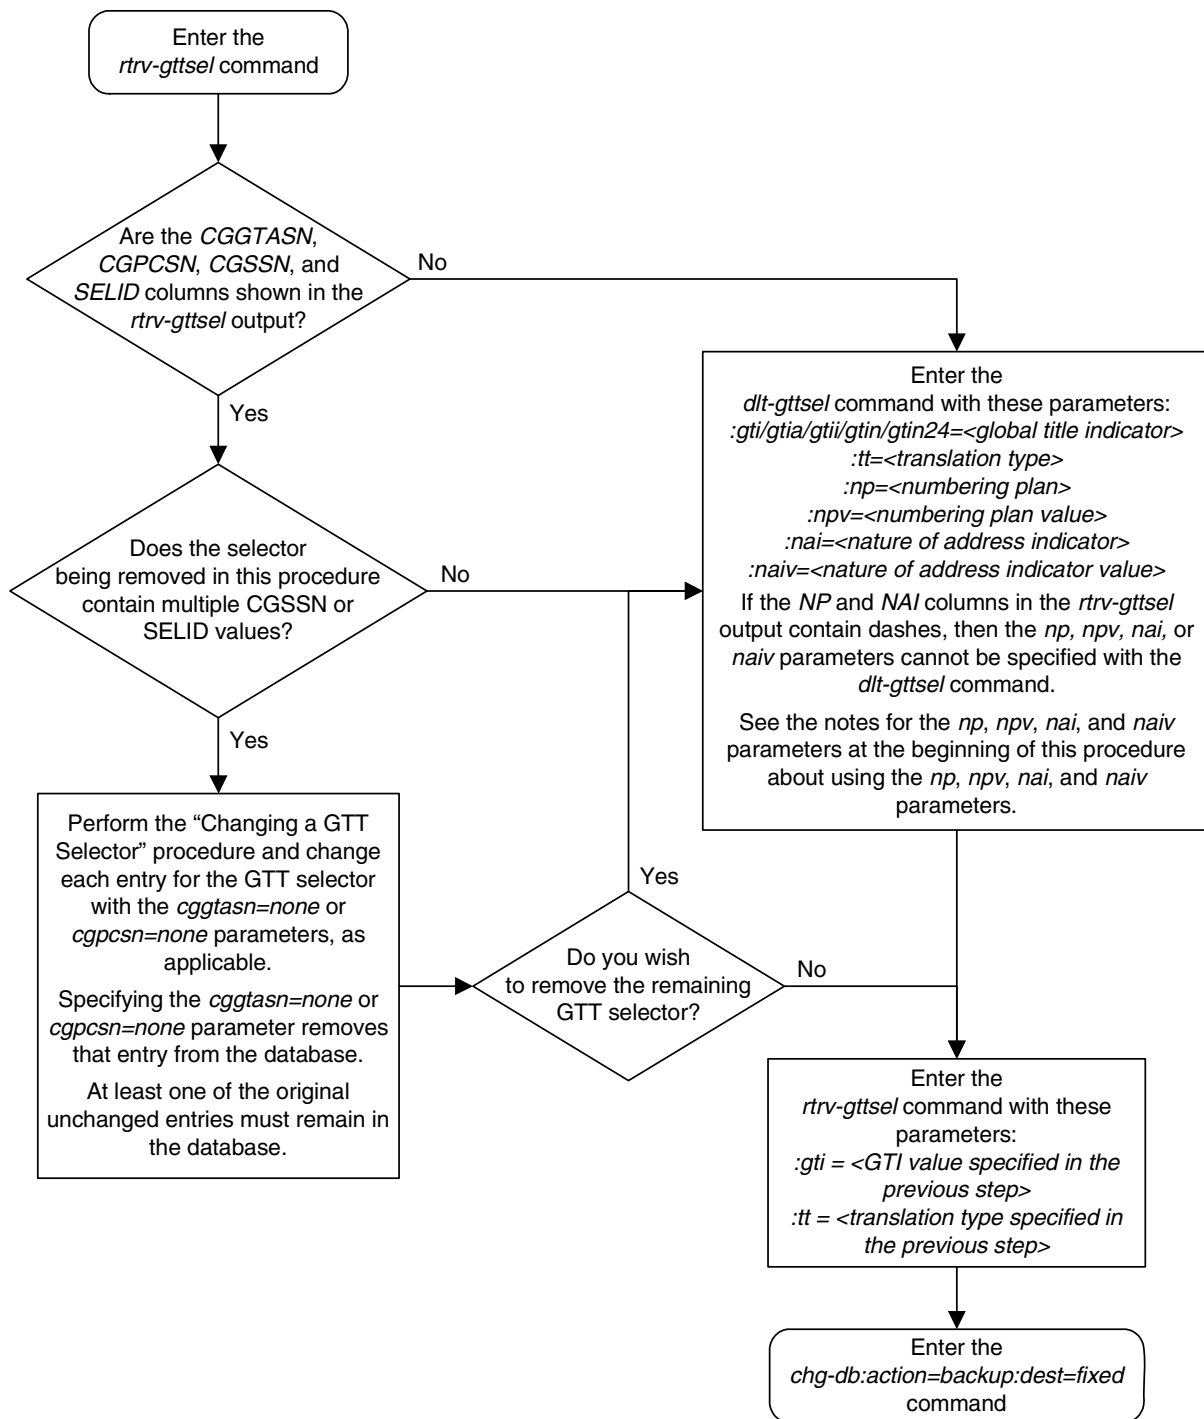 Enter the
rtrv-gttsel command
Are the CGGTASN,
CGPCSN, CGSSN, and
SELID columns shown in the
rtrv-gttsel output?
No
Yes
Does the selector
being removed in this procedure
contain multiple CGSSN or
SELID values?
No
Yes
Perform the “Changing a GTT
Selector” procedure and change
each entry for the GTT selector
with the cggtasn=none or
cgpcsn=none parameters, as
applicable.
Specifying the cggtasn=none or
cgpcsn=none parameter removes
that entry from the database.
At least one of the original
unchanged entries must remain in
the database.
Do you wish
to remove the remaining
GTT selector?
Yes
No
Enter the
dlt-gttsel command with these parameters:
:gti/gtia/gtii/gtin/gtin24=<global title indicator>
:tt=<translation type>
:np=<numbering plan>
:npv=<numbering plan value>
:nai=<nature of address indicator>
:naiv=<nature of address indicator value>
If the NP and NAI columns in the rtrv-gttsel
output contain dashes, then the np, npv, nai, or
naiv parameters cannot be specified with the
dlt-gttsel command.
See the notes for the np, npv, nai, and naiv
parameters at the beginning of this procedure
about using the np, npv, nai, and naiv
parameters.
Enter the
rtrv-gttsel command with these
parameters:
:gti = <GTI value specified in the
previous step>
:tt = <translation type specified in
the previous step>
Enter the
chg-db:action=backup:dest=fixed
command